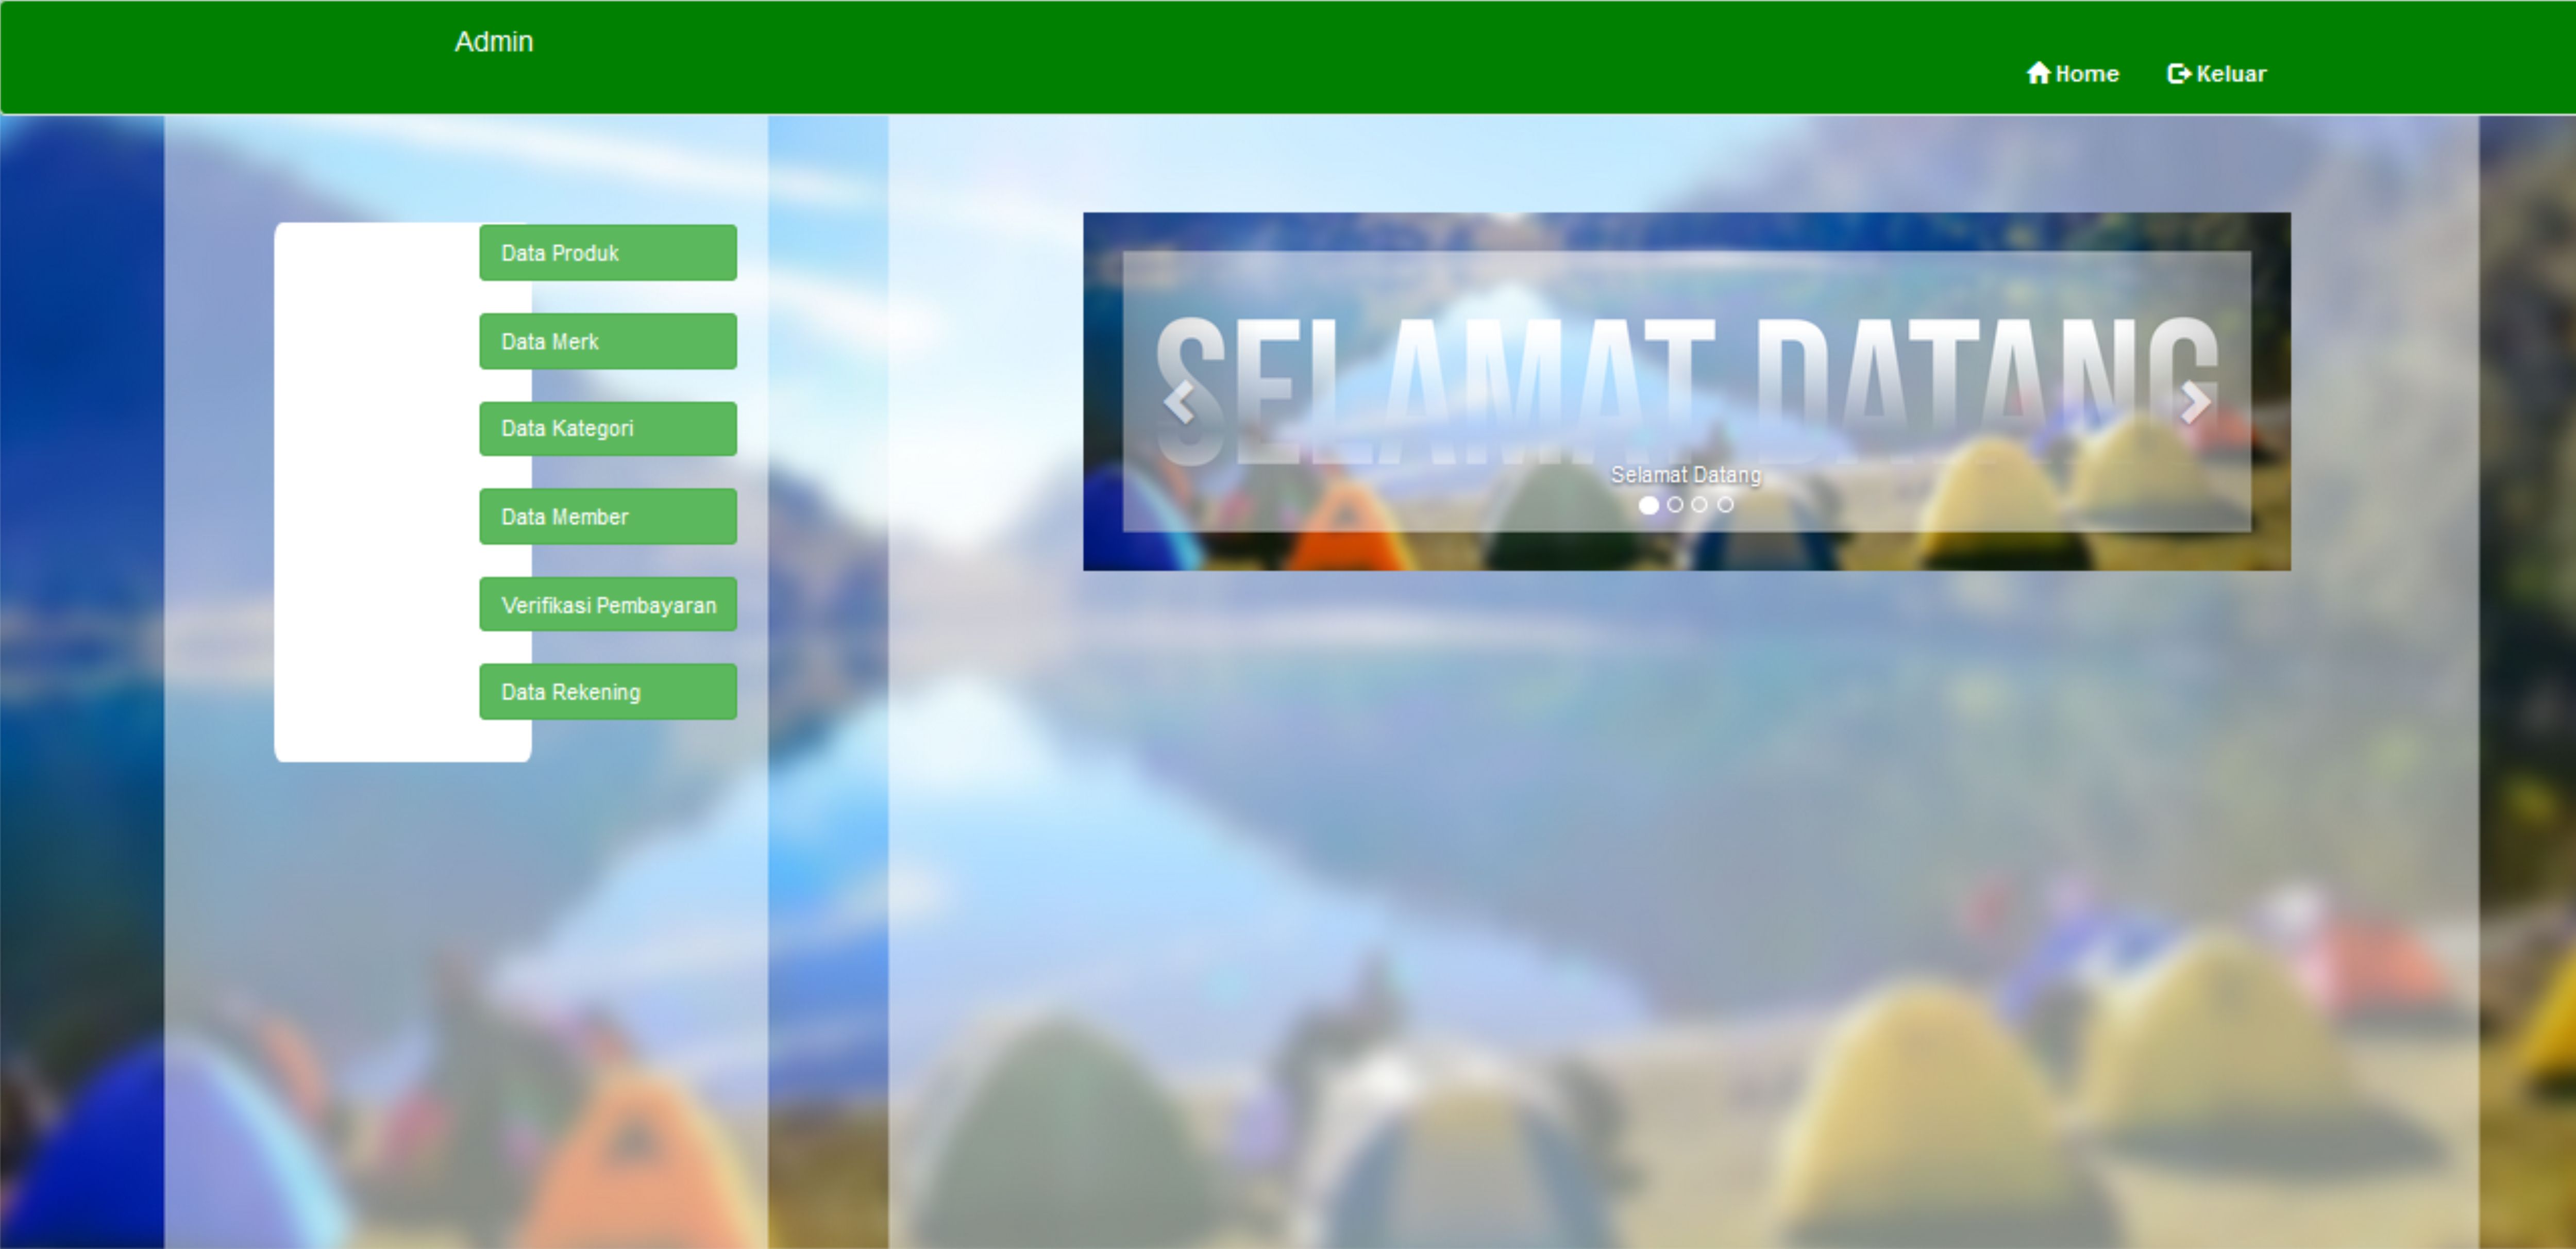 Admin
Home
Keluar
Data Produk
Data Merk
Data Kategori
Data Member
Verifikasi Pembayaran
Data Rekening
SELAMAT DATANG
Selamat Datang